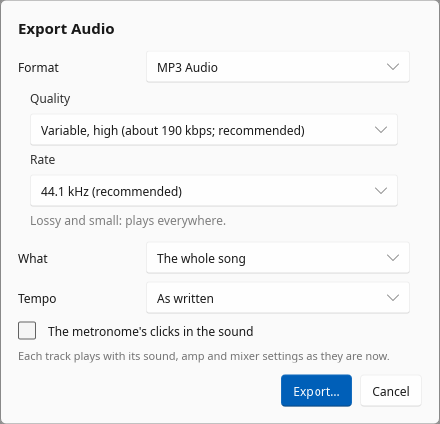 Export Audio
Format MP3 Audio
Quality
Variable, high (about 190 kbps; recommended)
Rate
44.1 kHz (recommended)
Lossy and small: plays everywhere.
What The whole song
Tempo As written
The metronome's clicks in the sound
Each track plays with its sound, amp and mixer settings as they are now.
Export... Cancel